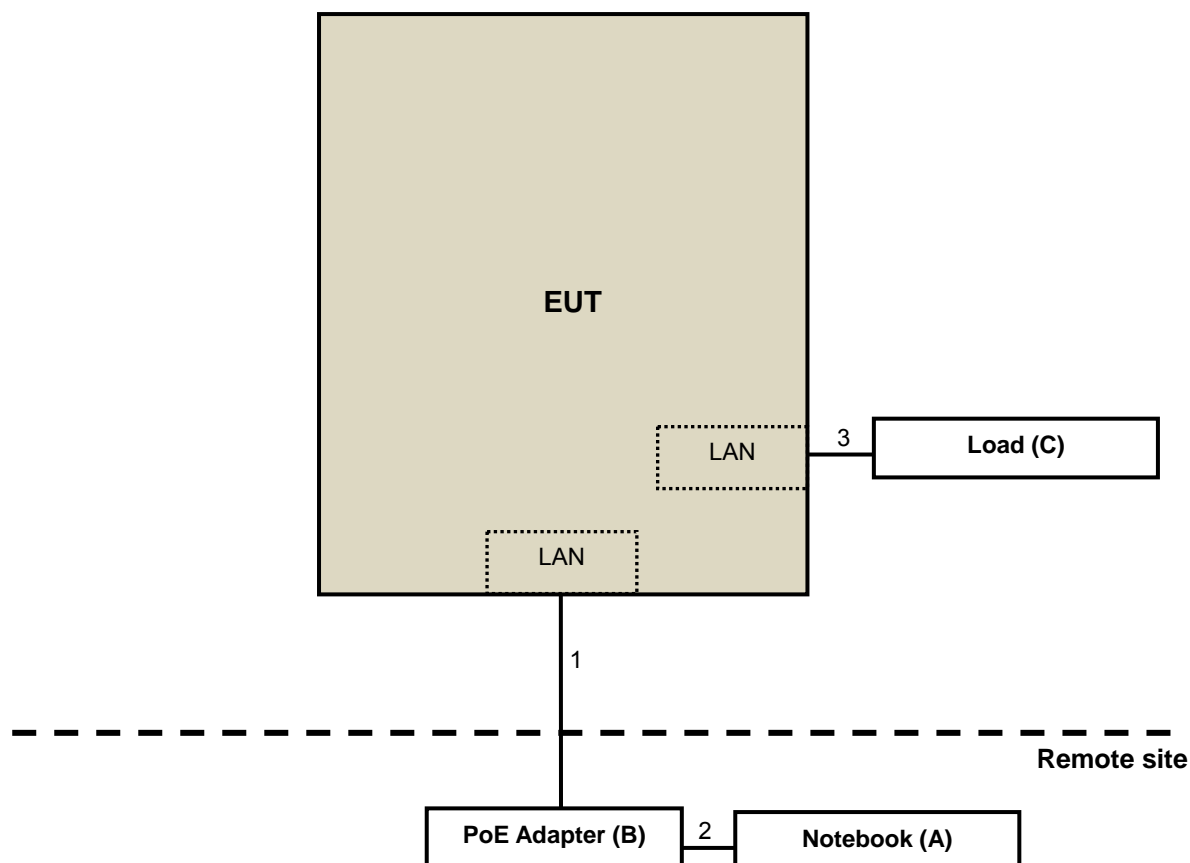 EUT
LAN
3
Load (C)
LAN
1
Remote site
PoE Adapter (B)
2
Notebook (A)